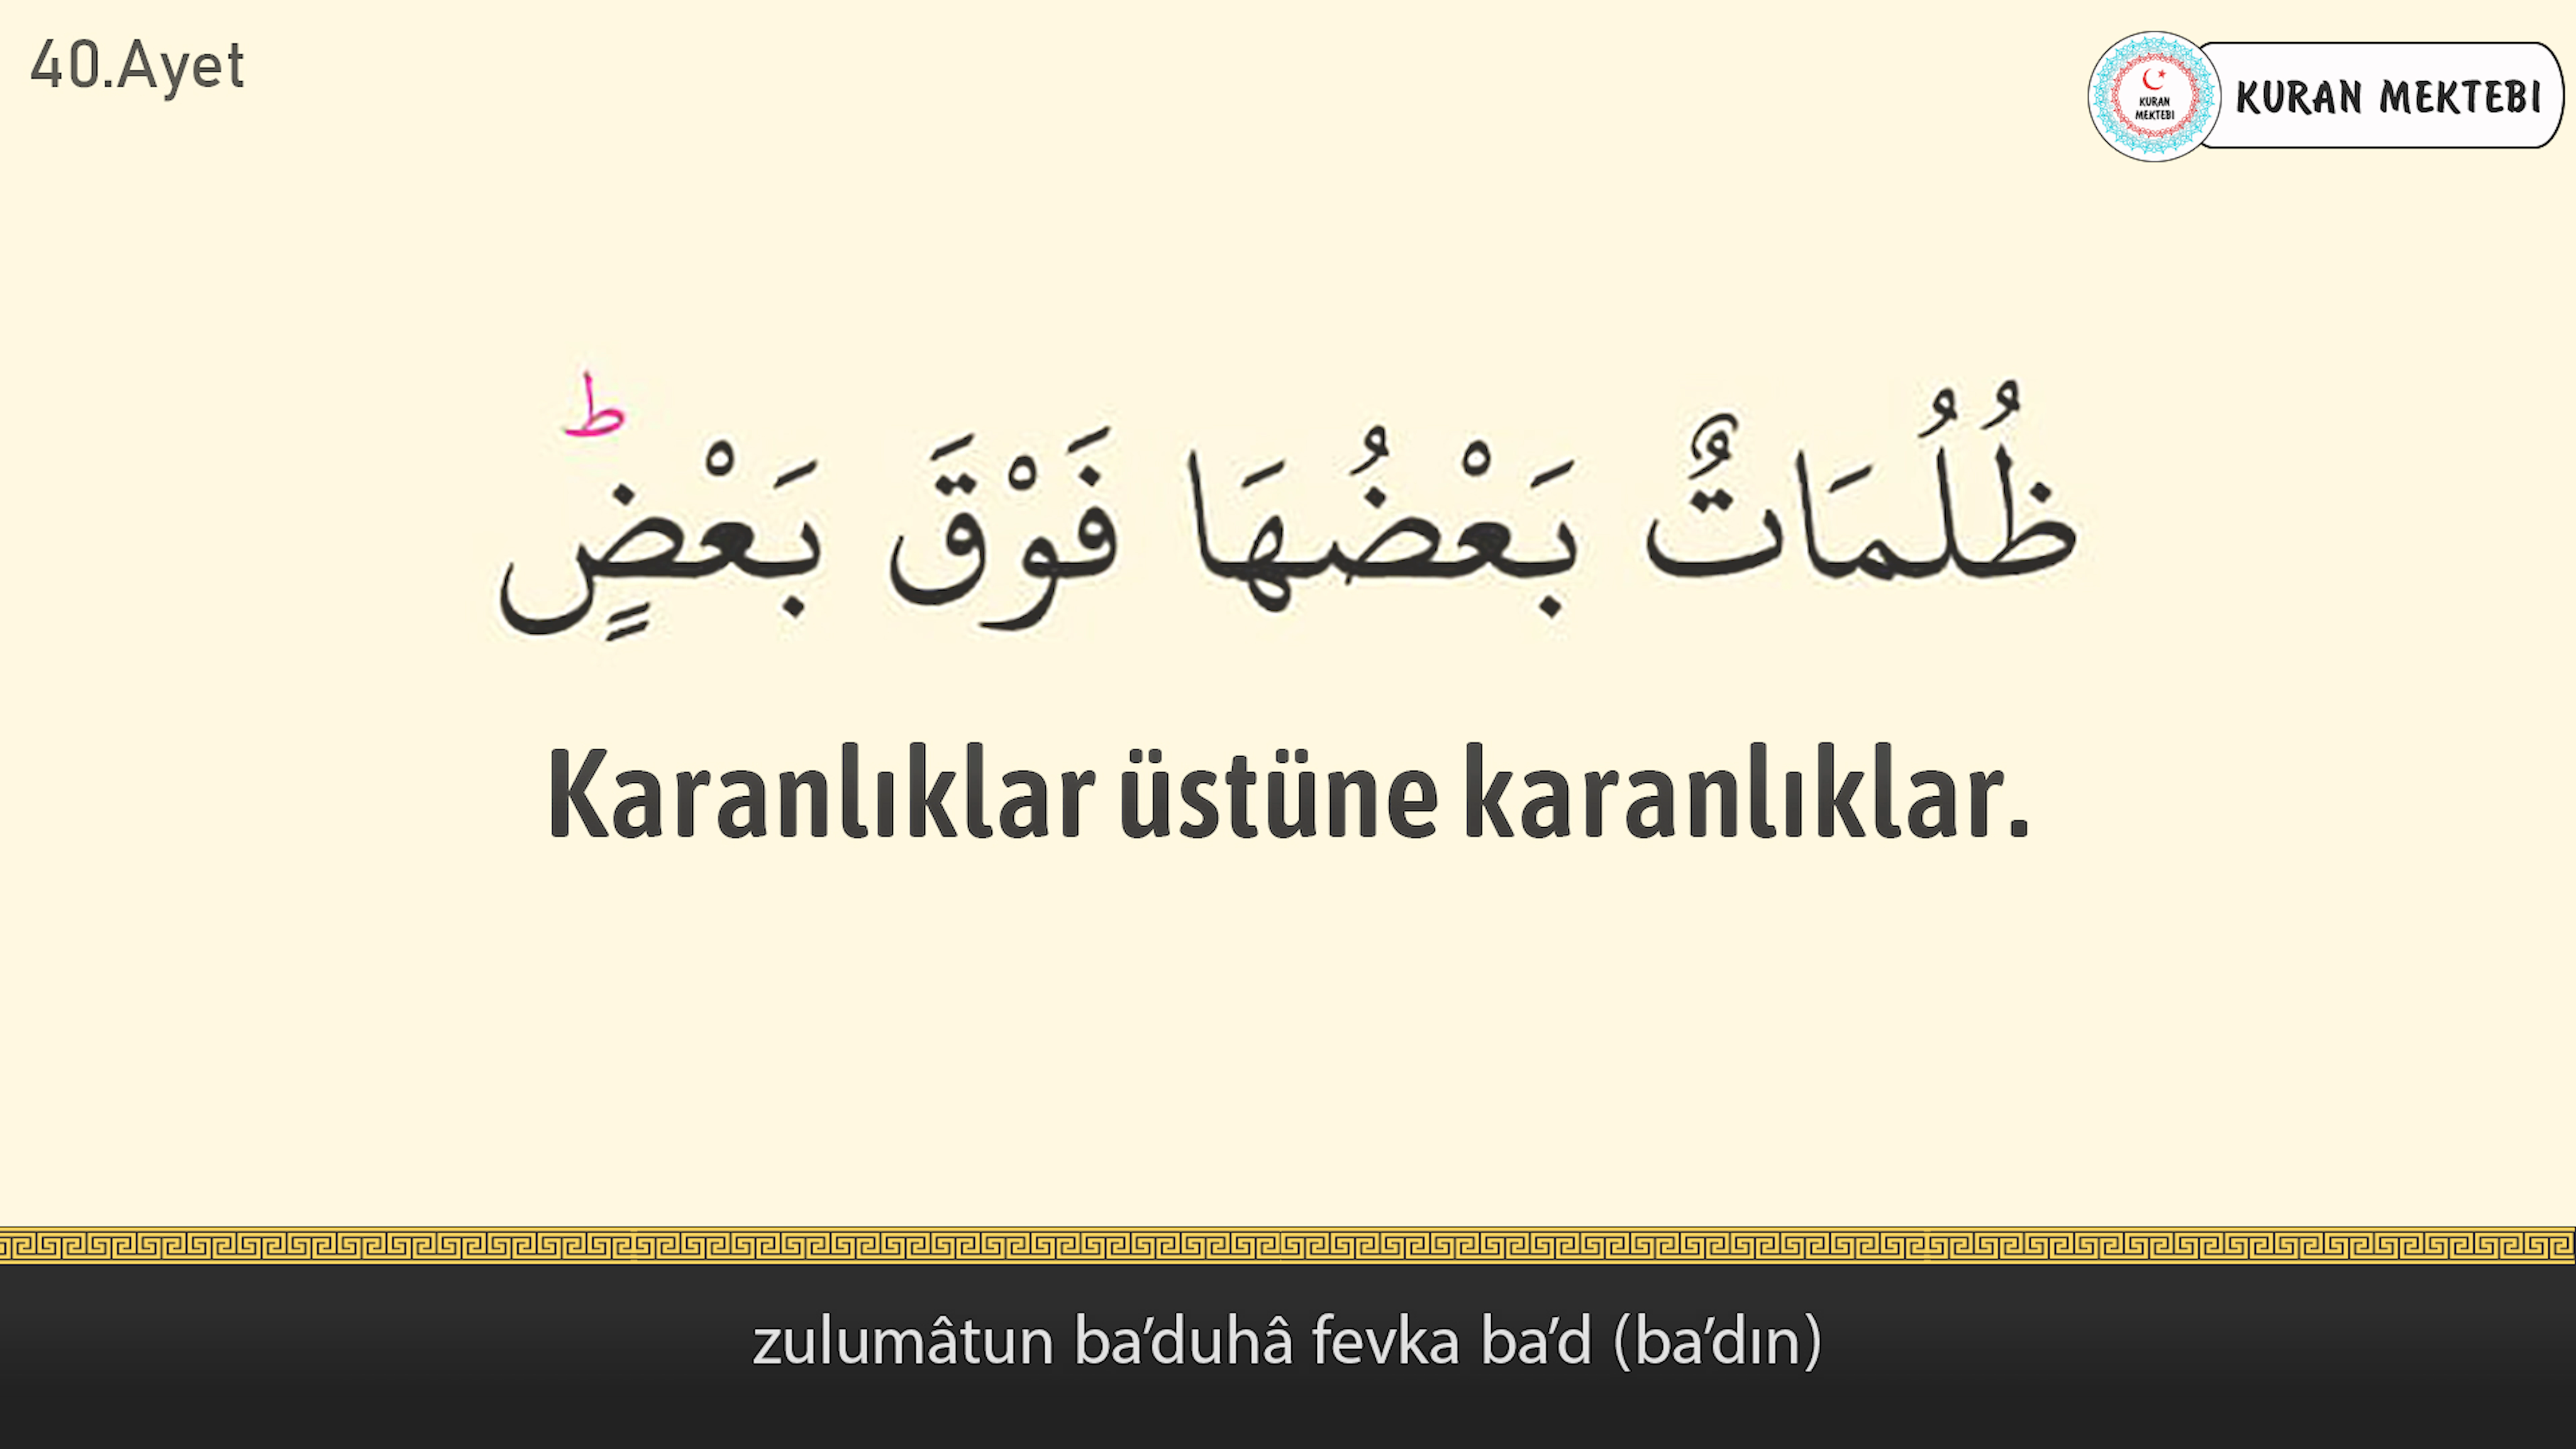 40.Ayet
KURAN
MEKTEBI
KURAN MEKTEBI
ظُلُمَاتٌ بَعْضُهَا فَوْقَ بَعْضٍۜ
Karanlıklar üstüne karanlıklar.
zulumâtun ba’duhâ fevka ba’d (ba’dın)